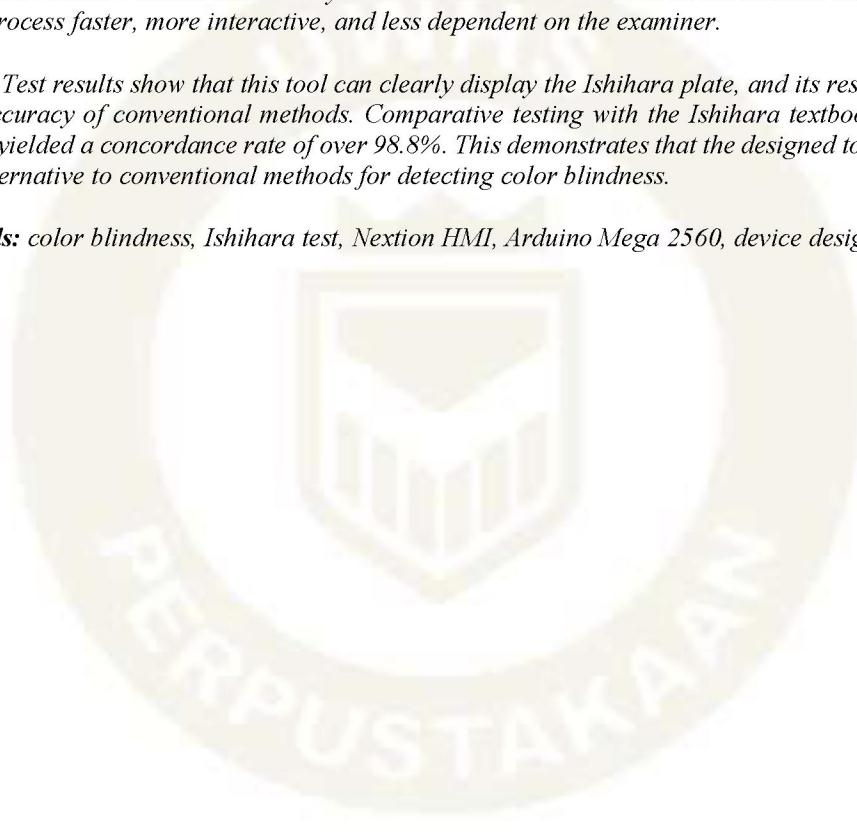 rocess faster, more interactive, and less dependent on the examiner.
Test results show that this tool can clearly display the Ishihara plate, and its res
ccuracy of conventional methods. Comparative testing with the Ishihara textboo
yielded a concordance rate of over 98.8%. This demonstrates that the designed to
ernative to conventional methods for detecting color blindness.
ds: color blindness, Ishihara test, Nextion HMI, Arduino Mega 2560, device desig
PERPUSTAKAAN